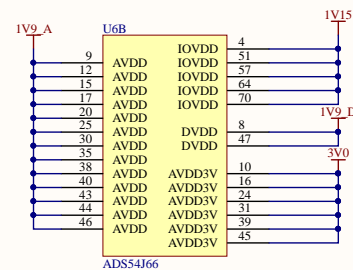 1V9_A
U6B
1V15
9 AVDD IOVDD 4
12 AVDD IOVDD 51
15 AVDD IOVDD 57
17 AVDD IOVDD 64
20 AVDD IOVDD 70
25 AVDD
1V9_D
30 AVDD DVDD 8
35 AVDD DVDD 47
3V0
38 AVDD AVDD3V 10
40 AVDD AVDD3V 16
43 AVDD AVDD3V 24
44 AVDD AVDD3V 31
46 AVDD AVDD3V 39
AVDD3V 45
ADS54J66